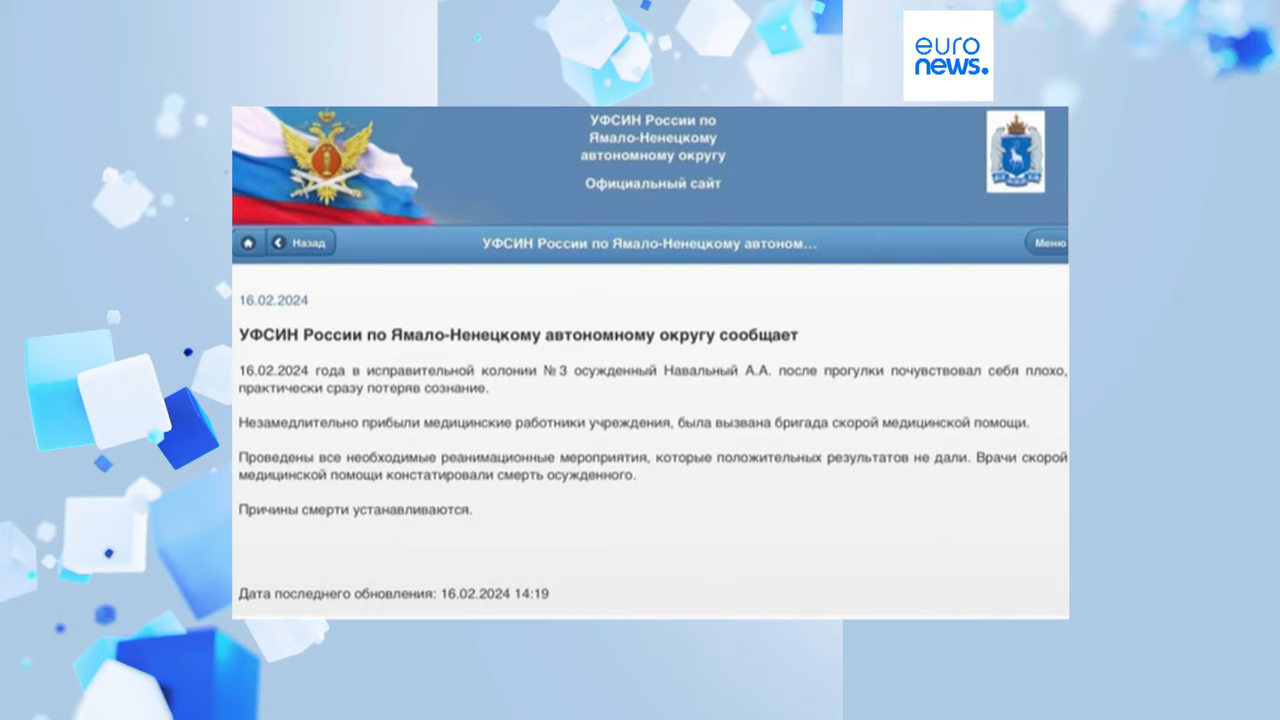 euro
news.
УФСИН России по
Ямало-Ненецкому
автономному округу
Официальный сайт
Назад
УФСИН России по Ямало-Ненецкому автоном...
Меню
16.02.2024
УФСИН России по Ямало-Ненецкому автономному округу сообщает
16.02.2024 года в исправительной колонии №3 осужденный Навальный А.А. после прогулки почувствовал себя плохо,
практически сразу потеряв сознание.
Незамедлительно прибыли медицинские работники учреждения, была вызвана бригада скорой медицинской помощи.
Проведены все необходимые реанимационные мероприятия, которые положительных результатов не дали. Врачи скорой
медицинской помощи констатировали смерть осужденного.
Причины смерти устанавливаются.
Дата последнего обновления: 16.02.2024 14:19